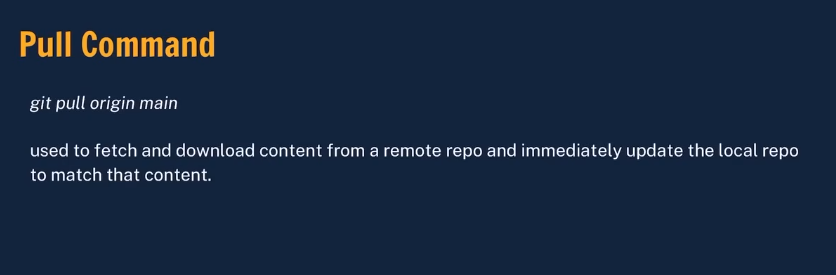 Pull Command
git pull origin main
used to fetch and download content from a remote repo and immediately update the local repo
to match that content.